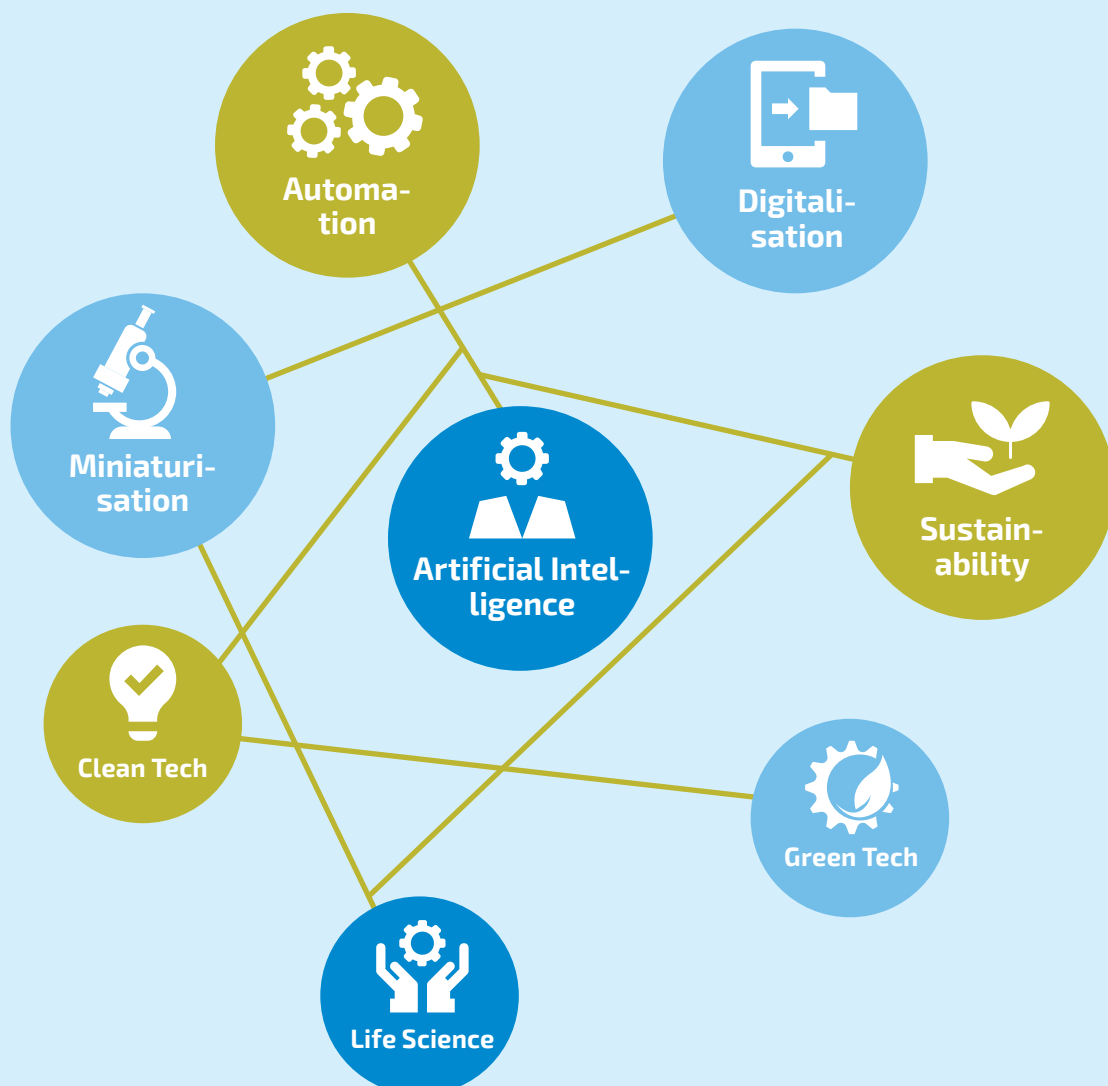 Automa-
tion
Digitali-
sation
Miniaturi-
sation
Artificial Intel-
ligence
Sustain-
ability
Clean Tech
Green Tech
Life Science